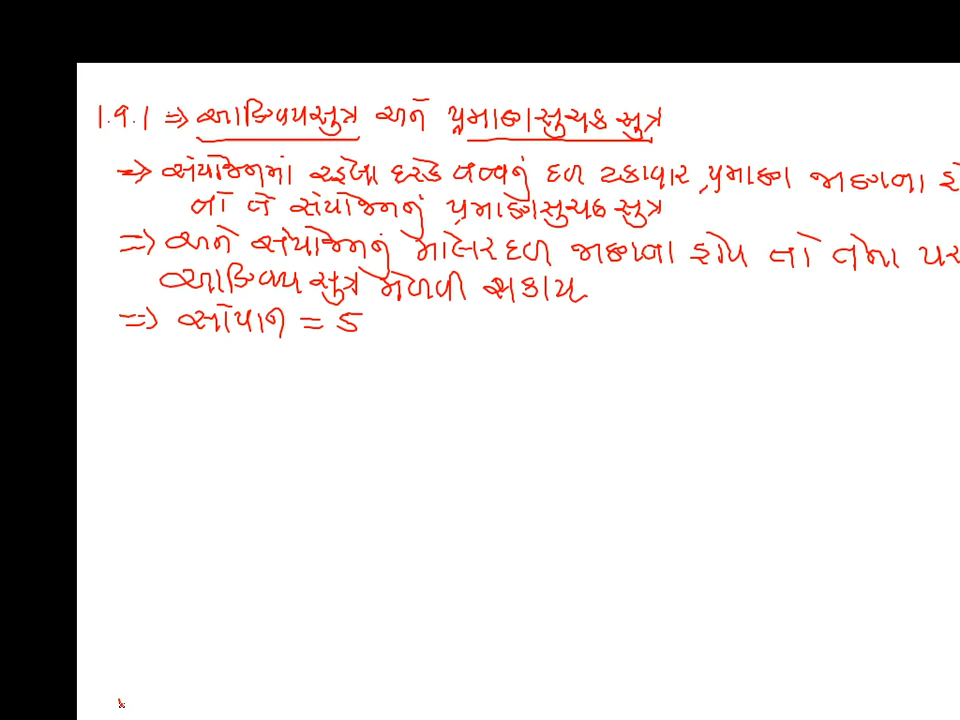 1.9.1 ⇒ આણ્વિયસુત્ર અને પ્રમાણસુચક સુત્ર
⇒ સંયોજનમાં રહેલા દરેક તત્વનું દળ ટકાવાર પ્રમાણ જાણતા હો
તો તે સંયોજનનું પ્રમાણસુચક સુત્ર
⇒ અને સંયોજનનું મોલર દળ જાણતા હોય તો તેના પર
આણ્વિય સુત્ર મેળવી સકાય
⇒ સોપાન = 5